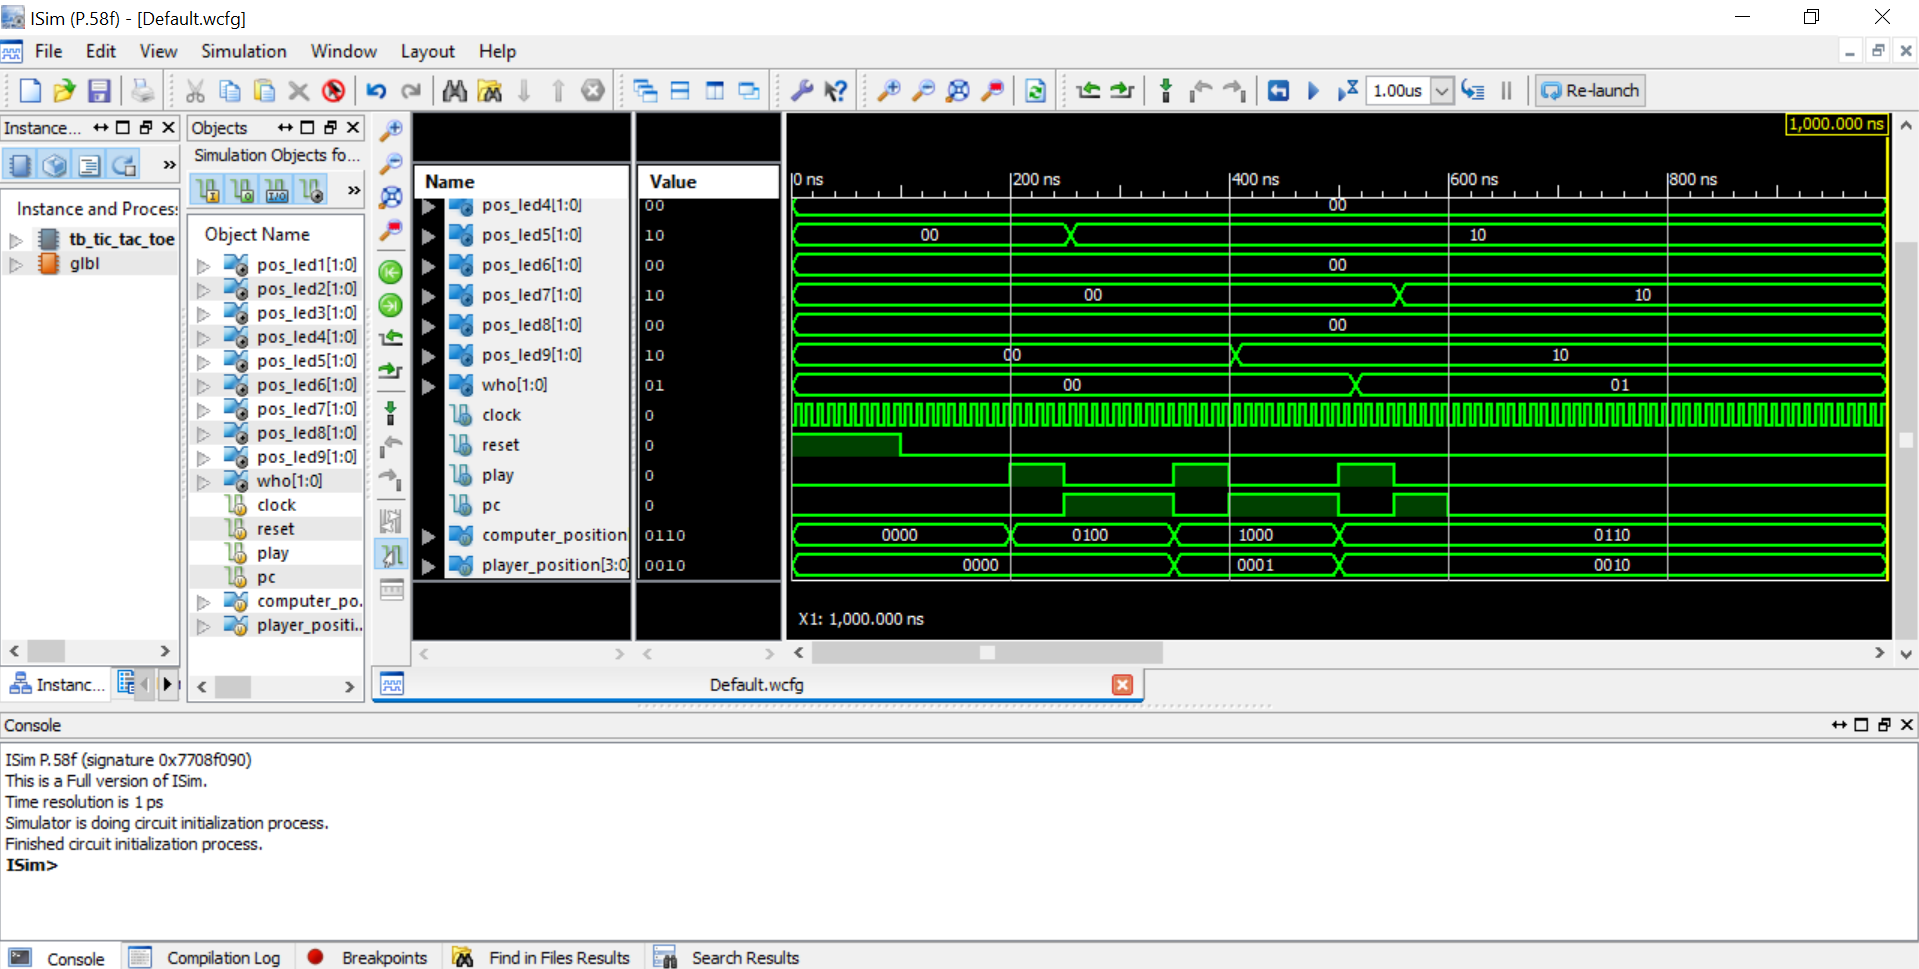 ISim (P.58f) - [Default.wcfg]
File Edit View Simulation Window Layout Help
1.00us Re-launch
Instance...
Instance and Process
tb_tic_tac_toe
glbl
Instanc...
Objects
Simulation Objects fo...
Object Name
pos_led1[1:0]
pos_led2[1:0]
pos_led3[1:0]
pos_led4[1:0]
pos_led5[1:0]
pos_led6[1:0]
pos_led7[1:0]
pos_led8[1:0]
pos_led9[1:0]
who[1:0]
clock
reset
play
pc
computer_po.
player_positi..
1,000.000 ns
Name Value 0 ns 200 ns 400 ns 600 ns 800 ns
pos_led4[1:0] 00 00
pos_led5[1:0] 10 00 10
pos_led6[1:0] 00 00
pos_led7[1:0] 10 00 10
pos_led8[1:0] 00 00
pos_led9[1:0] 10 00 10
who[1:0] 01 00 01
clock 0
reset 0
play 0
pc 0
computer_position 0110 0000 0100 1000 0110
player_position[3:0] 0010 0000 0001 0010
X1: 1,000.000 ns
Default.wcfg
Console
ISim P.58f (signature 0x7708f090)
This is a Full version of ISim.
Time resolution is 1 ps
Simulator is doing circuit initialization process.
Finished circuit initialization process.
ISim>
Console Compilation Log Breakpoints Find in Files Results Search Results